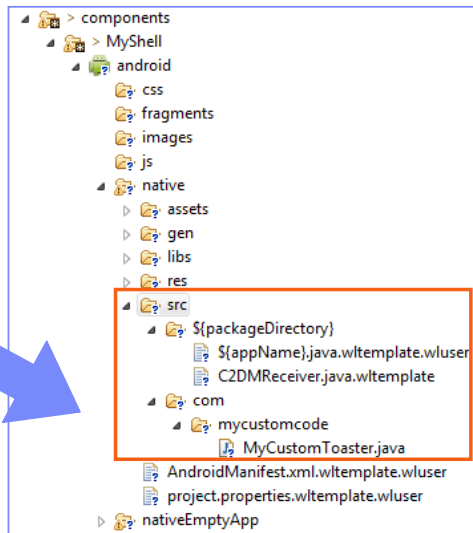 > components
> MyShell
android
css
fragments
images
js
native
assets
gen
libs
res
src
${packageDirectory}
${appName}.java.wltemplate.wluser
C2DMReceiver.java.wltemplate
com
mycustomcode
MyCustomToaster.java
AndroidManifest.xml.wltemplate.wluser
project.properties.wltemplate.wluser
nativeEmptyApp